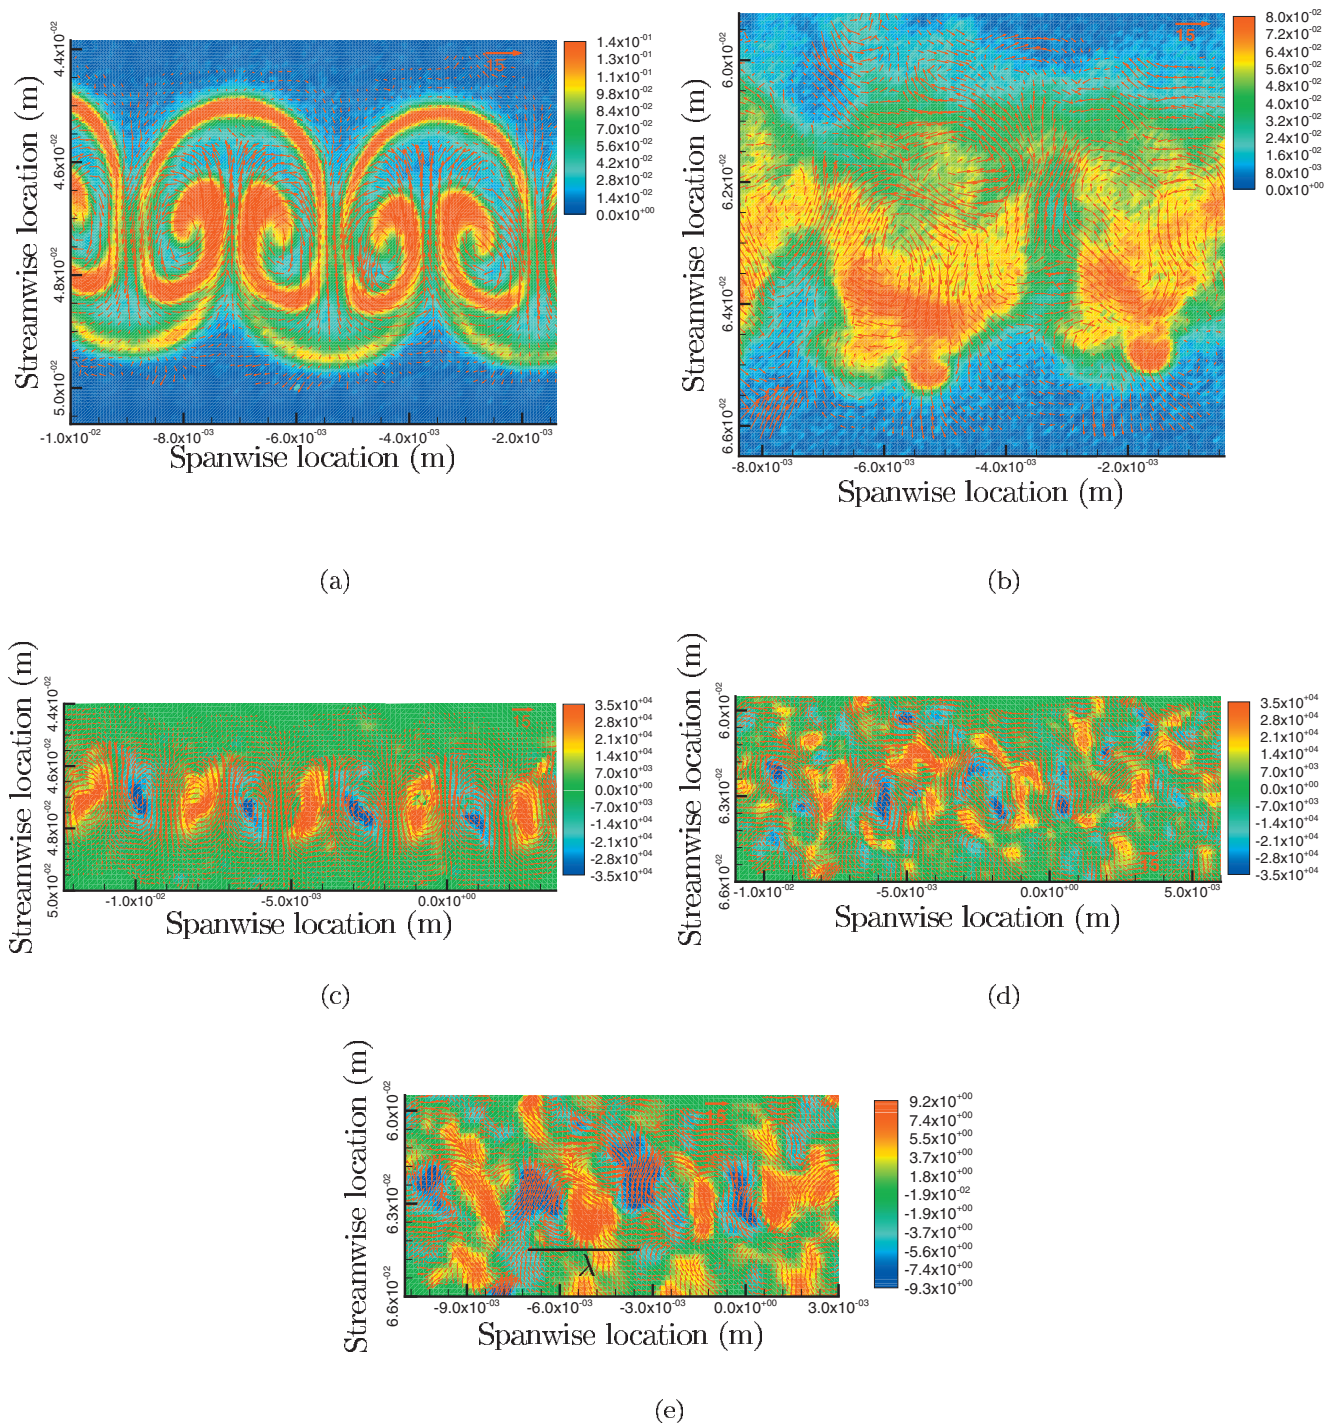 Streamwise location (m)
4.4x10⁻⁰²
4.6x10⁻⁰²
4.8x10⁻⁰²
5.0x10⁻⁰²
15
1.4x10⁻⁰¹
1.3x10⁻⁰¹
1.1x10⁻⁰¹
9.8x10⁻⁰²
8.4x10⁻⁰²
7.0x10⁻⁰²
5.6x10⁻⁰²
4.2x10⁻⁰²
2.8x10⁻⁰²
1.4x10⁻⁰²
0.0x10⁺⁰⁰
-1.0x10⁻⁰² -8.0x10⁻⁰³ -6.0x10⁻⁰³ -4.0x10⁻⁰³ -2.0x10⁻⁰³
Spanwise location (m)
(a)
Streamwise location (m)
6.0x10⁻⁰²
6.2x10⁻⁰²
6.4x10⁻⁰²
6.6x10⁻⁰²
15
8.0x10⁻⁰²
7.2x10⁻⁰²
6.4x10⁻⁰²
5.6x10⁻⁰²
4.8x10⁻⁰²
4.0x10⁻⁰²
3.2x10⁻⁰²
2.4x10⁻⁰²
1.6x10⁻⁰²
8.0x10⁻⁰³
0.0x10⁺⁰⁰
-8.0x10⁻⁰³ -6.0x10⁻⁰³ -4.0x10⁻⁰³ -2.0x10⁻⁰³
Spanwise location (m)
(b)
Streamwise location (m)
4.4x10⁻⁰²
4.6x10⁻⁰²
4.8x10⁻⁰²
5.0x10⁻⁰²
15
3.5x10⁺⁰⁴
2.8x10⁺⁰⁴
2.1x10⁺⁰⁴
1.4x10⁺⁰⁴
7.0x10⁺⁰³
0.0x10⁺⁰⁰
-7.0x10⁺⁰³
-1.4x10⁺⁰⁴
-2.1x10⁺⁰⁴
-2.8x10⁺⁰⁴
-3.5x10⁺⁰⁴
-1.0x10⁻⁰² -5.0x10⁻⁰³ 0.0x10⁺⁰⁰
Spanwise location (m)
(c)
Streamwise location (m)
6.0x10⁻⁰²
6.3x10⁻⁰²
6.6x10⁻⁰²
15
3.5x10⁺⁰⁴
2.8x10⁺⁰⁴
2.1x10⁺⁰⁴
1.4x10⁺⁰⁴
7.0x10⁺⁰³
0.0x10⁺⁰⁰
-7.0x10⁺⁰³
-1.4x10⁺⁰⁴
-2.1x10⁺⁰⁴
-2.8x10⁺⁰⁴
-3.5x10⁺⁰⁴
-1.0x10⁻⁰² -5.0x10⁻⁰³ 0.0x10⁺⁰⁰ 5.0x10⁻⁰³
Spanwise location (m)
(d)
Streamwise location (m)
6.0x10⁻⁰²
6.3x10⁻⁰²
6.6x10⁻⁰²
15
λ
9.2x10⁺⁰⁰
7.4x10⁺⁰⁰
5.5x10⁺⁰⁰
3.7x10⁺⁰⁰
1.8x10⁺⁰⁰
-1.9x10⁻⁰²
-1.9x10⁺⁰⁰
-3.7x10⁺⁰⁰
-5.6x10⁺⁰⁰
-7.4x10⁺⁰⁰
-9.3x10⁺⁰⁰
-9.0x10⁻⁰³ -6.0x10⁻⁰³ -3.0x10⁻⁰³ 0.0x10⁺⁰⁰ 3.0x10⁻⁰³
Spanwise location (m)
(e)